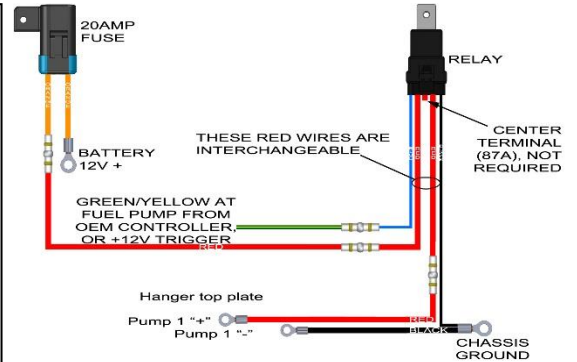 20AMP
FUSE
RELAY
BATTERY
12V +
THESE RED WIRES ARE
INTERCHANGEABLE
CENTER
TERMINAL
(87A), NOT
REQUIRED
GREEN/YELLOW AT
FUEL PUMP FROM
OEM CONTROLLER,
OR +12V TRIGGER
RED
Hanger top plate
Pump 1 "+"
Pump 1 "-"
RED
BLACK
CHASSIS
GROUND